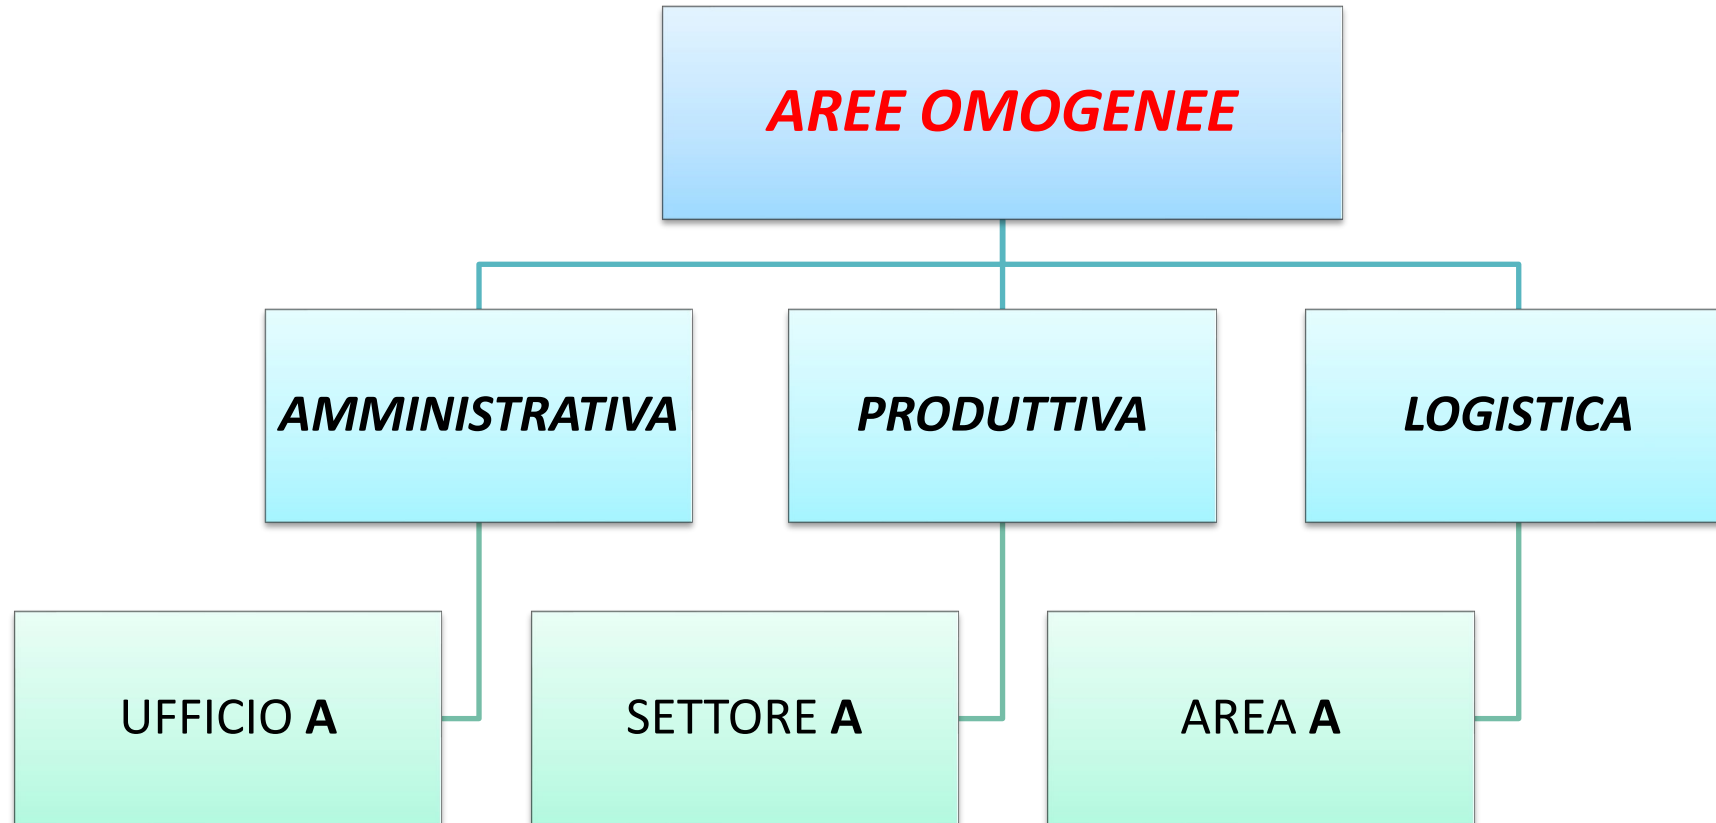 AREE OMOGENEE
AMMINISTRATIVA
PRODUTTIVA
LOGISTICA
UFFICIO A
SETTORE A
AREA A